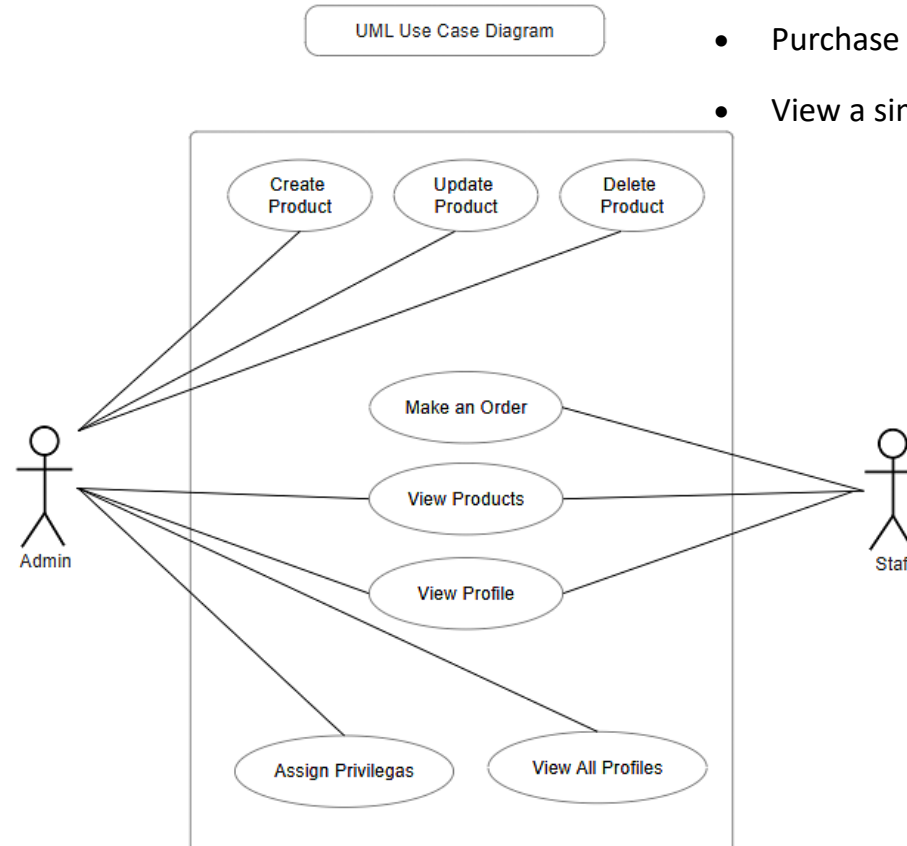 UML Use Case Diagram
• Purchase
• View a
Create
Product
Update
Product
Delete
Product
Make an Order
View Products
Admin
View Profile
Assign Privilegas
View All Profiles